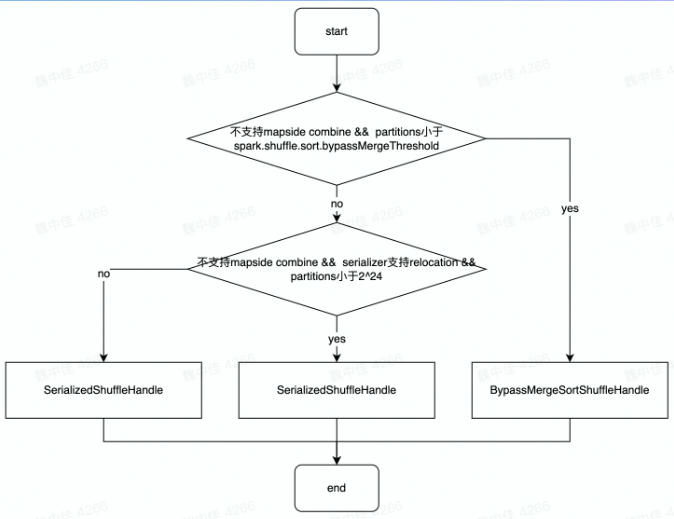 start
不支持mapside combine && partitions小于
spark.shuffle.sort.bypassMergeThreshold
no
yes
不支持mapside combine && serializer支持relocation &&
partitions小于2^24
no
yes
SerializedShuffleHandle
SerializedShuffleHandle
BypassMergeSortShuffleHandle
end
魏中佳 4266